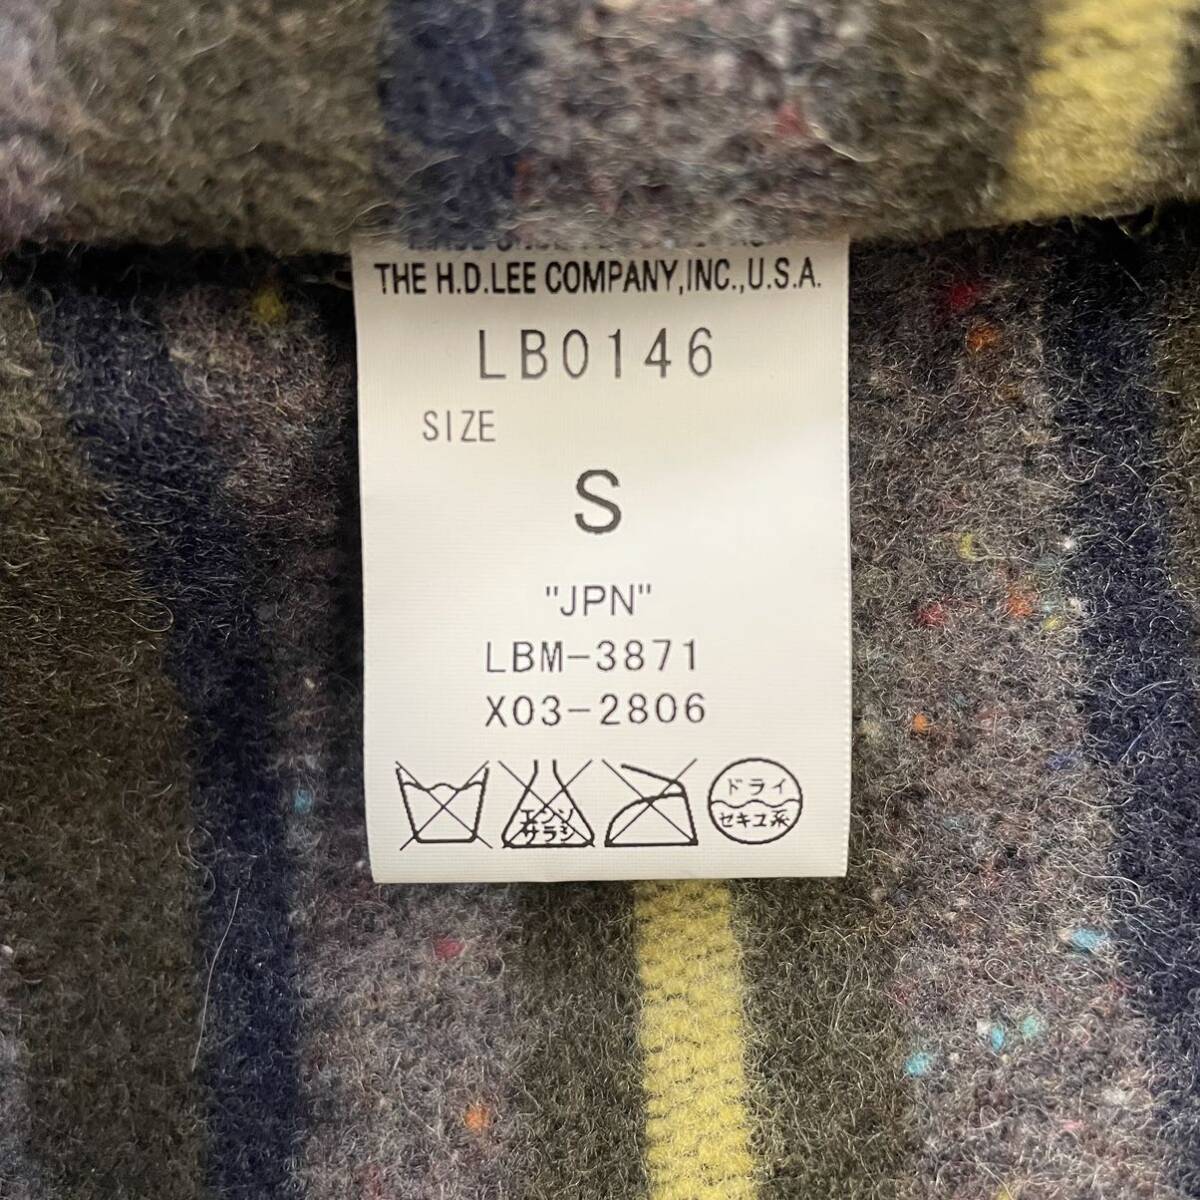 THE H.D.LEE COMPANY,INC.,U.S.A.
LB0146
SIZE
S
"JPN"
LBM-3871
X03-2806
エンソ
サラシ
ドライ
セキユ系